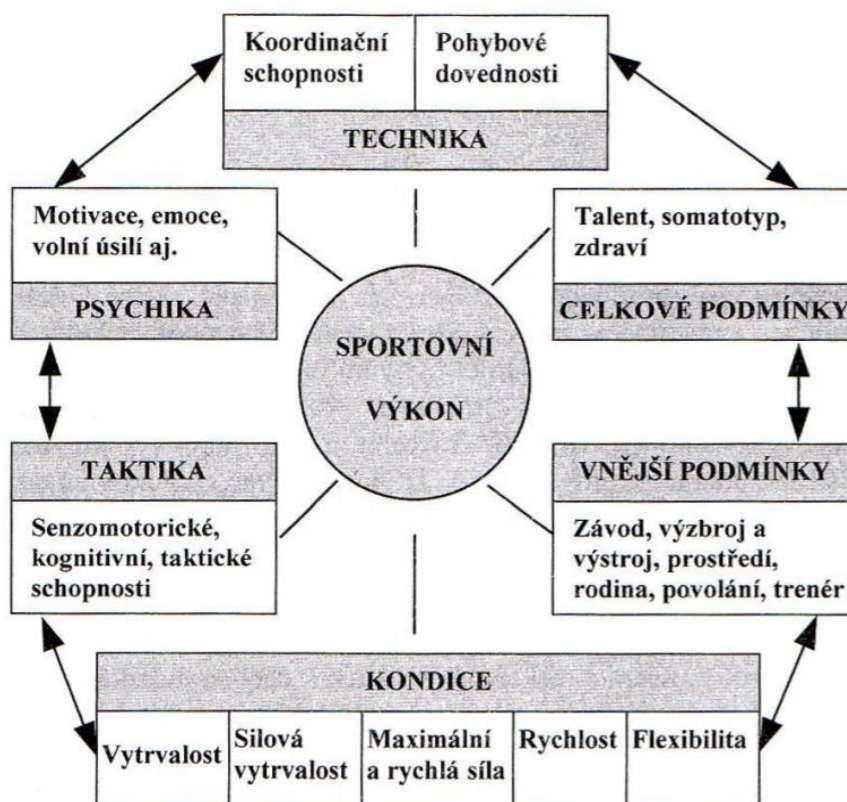 Koordinační
schopnosti
Pohybové
dovednosti
TECHNIKA
Motivace, emoce,
volní úsilí aj.
PSYCHIKA
Talent, somatotyp,
zdraví
CELKOVÉ PODMÍNKY
SPORTOVNÍ
VÝKON
TAKTIKA
Senzomotorické,
kognitivní, taktické
schopnosti
VNĚJŠÍ PODMÍNKY
Závod, výzbroj a
výstroj, prostředí,
rodina, povolání, trenér
KONDICE
Vytrvalost
Silová
vytrvalost
Maximální
a rychlá síla
Rychlost
Flexibilita